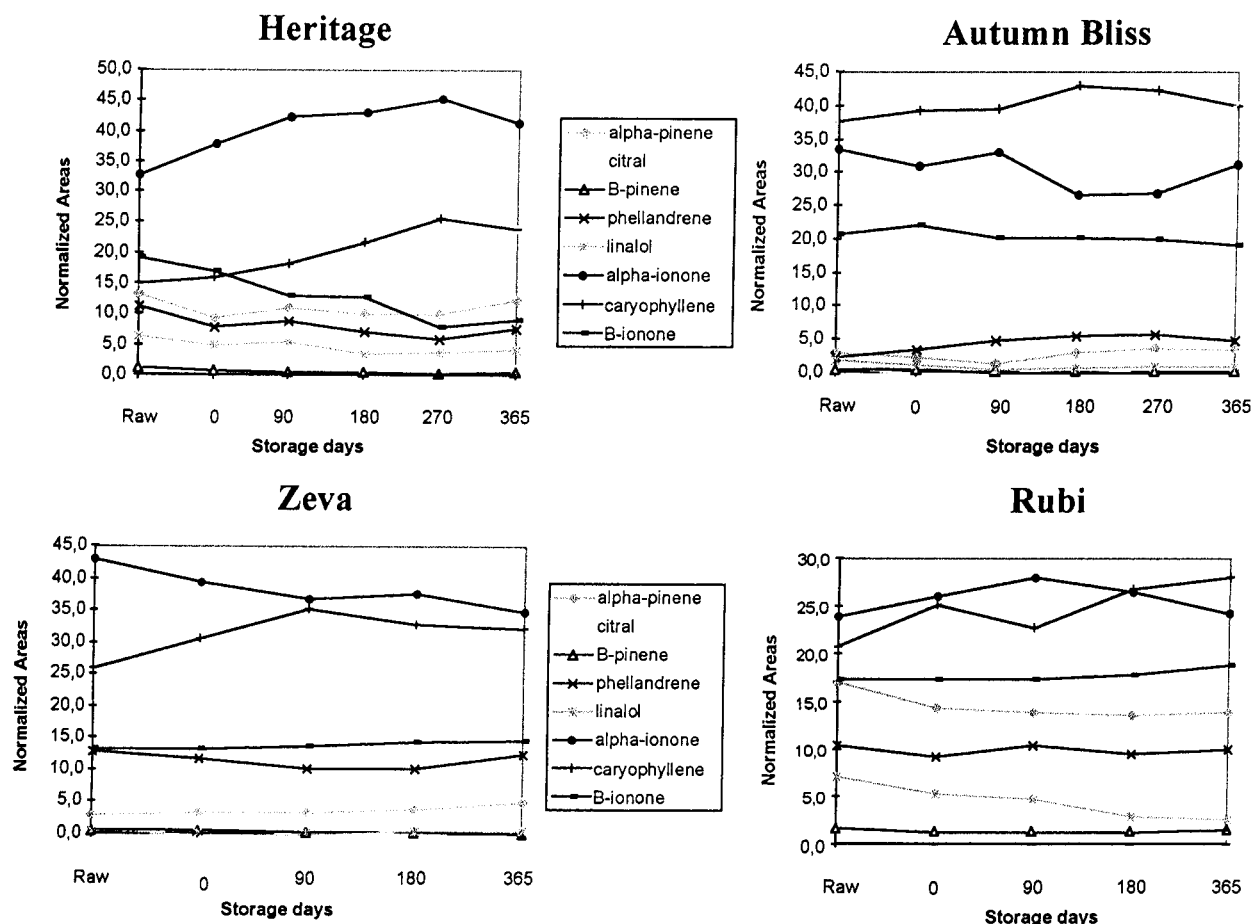 Heritage
Normalized Areas
50,0
45,0
40,0
35,0
30,0
25,0
20,0
15,0
10,0
5,0
0,0
Raw 0 90 180 270 365
Storage days
alpha-pinene
citral
B-pinene
phellandrene
linalol
alpha-ionone
caryophyllene
B-ionone
Autumn Bliss
Normalized Areas
45,0
40,0
35,0
30,0
25,0
20,0
15,0
10,0
5,0
0,0
Raw 0 90 180 270 365
Storage days
Zeva
Normalized Areas
45,0
40,0
35,0
30,0
25,0
20,0
15,0
10,0
5,0
0,0
Raw 0 90 180 365
Storage days
alpha-pinene
citral
B-pinene
phellandrene
linalol
alpha-ionone
caryophyllene
B-ionone
Rubi
Normalized Areas
30,0
25,0
20,0
15,0
10,0
5,0
0,0
Raw 0 90 180 365
Storage days